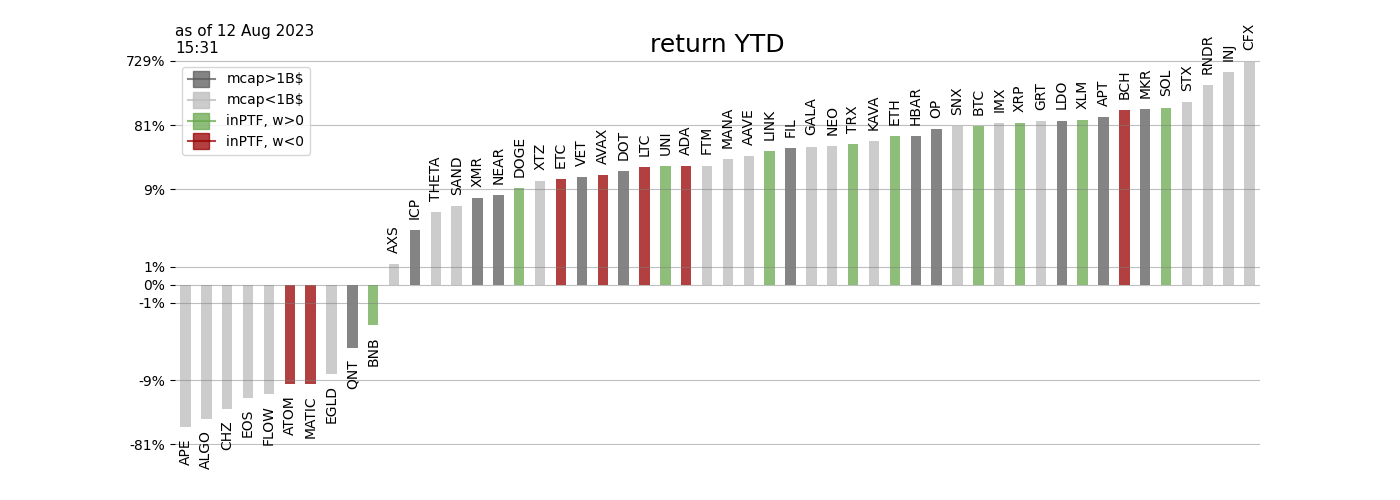 as of 12 Aug 2023
15:31
return YTD
729%
81%
9%
1%
0%
-1%
-9%
-81%
mcap>1B$
mcap<1B$
inPTF, w>0
inPTF, w<0
APE
ALGO
CHZ
EOS
FLOW
ATOM
MATIC
EGLD
QNT
BNB
AXS
ICP
THETA
SAND
XMR
NEAR
DOGE
XTZ
ETC
VET
AVAX
DOT
LTC
UNI
ADA
FTM
MANA
AAVE
LINK
FIL
GALA
NEO
TRX
KAVA
ETH
HBAR
OP
SNX
BTC
IMX
XRP
GRT
LDO
XLM
APT
BCH
MKR
SOL
STX
RNDR
INJ
CFX